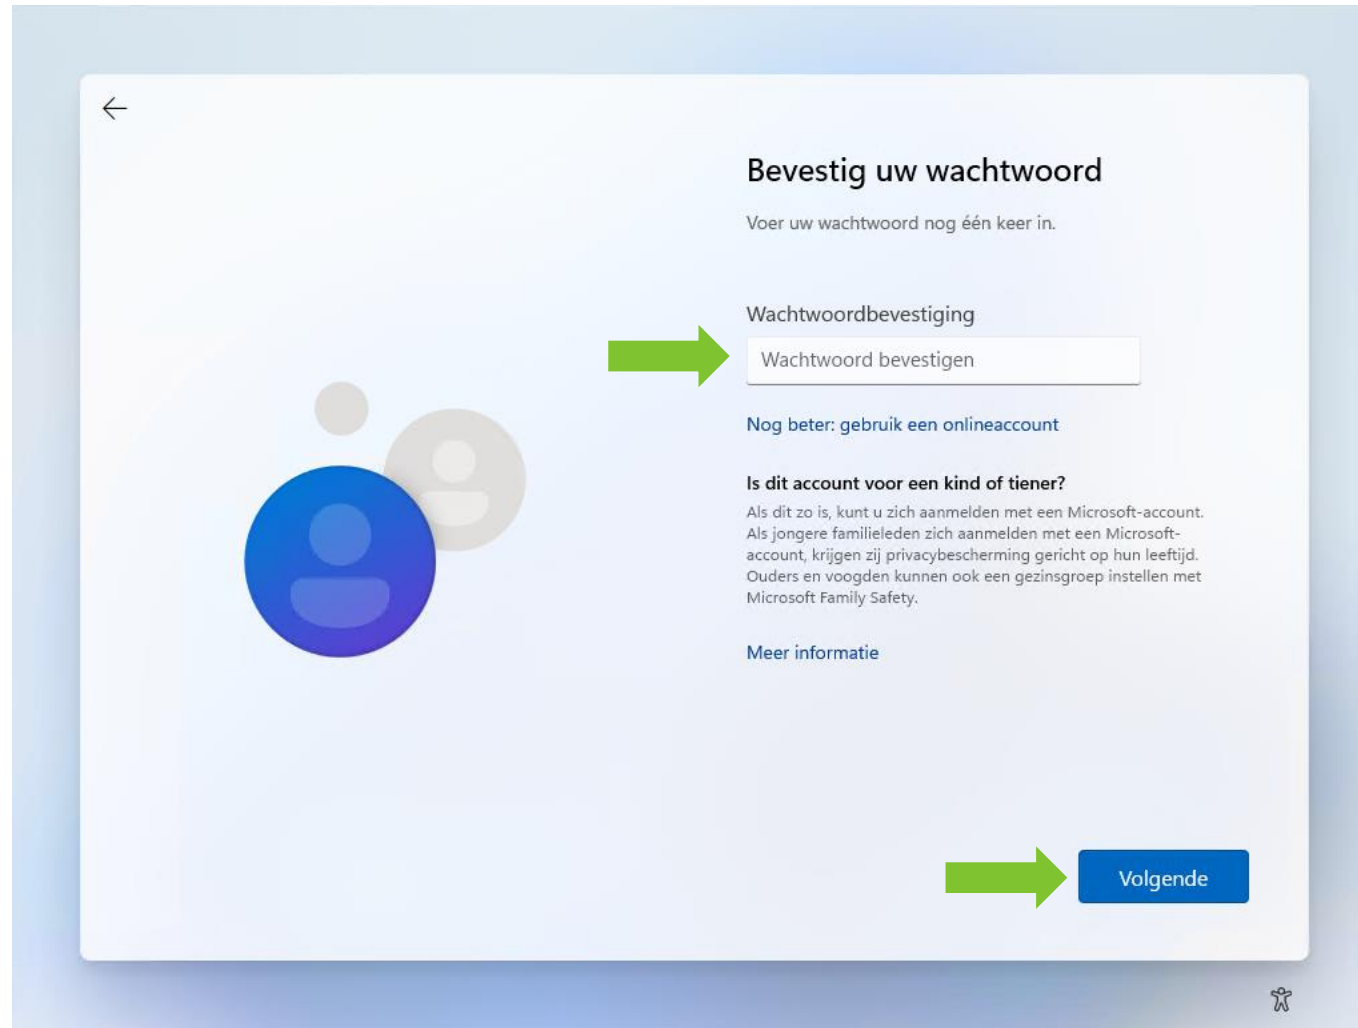 Bevestig uw wachtwoord
Voer uw wachtwoord nog één keer in.
Wachtwoordbevestiging
Wachtwoord bevestigen
Nog beter: gebruik een onlineaccount
Is dit account voor een kind of tiener?
Als dit zo is, kunt u zich aanmelden met een Microsoft-account.
Als jongere familieleden zich aanmelden met een Microsoft-
account, krijgen zij privacybescherming gericht op hun leeftijd.
Ouders en voogden kunnen ook een gezinsgroep instellen met
Microsoft Family Safety.
Meer informatie
Volgende